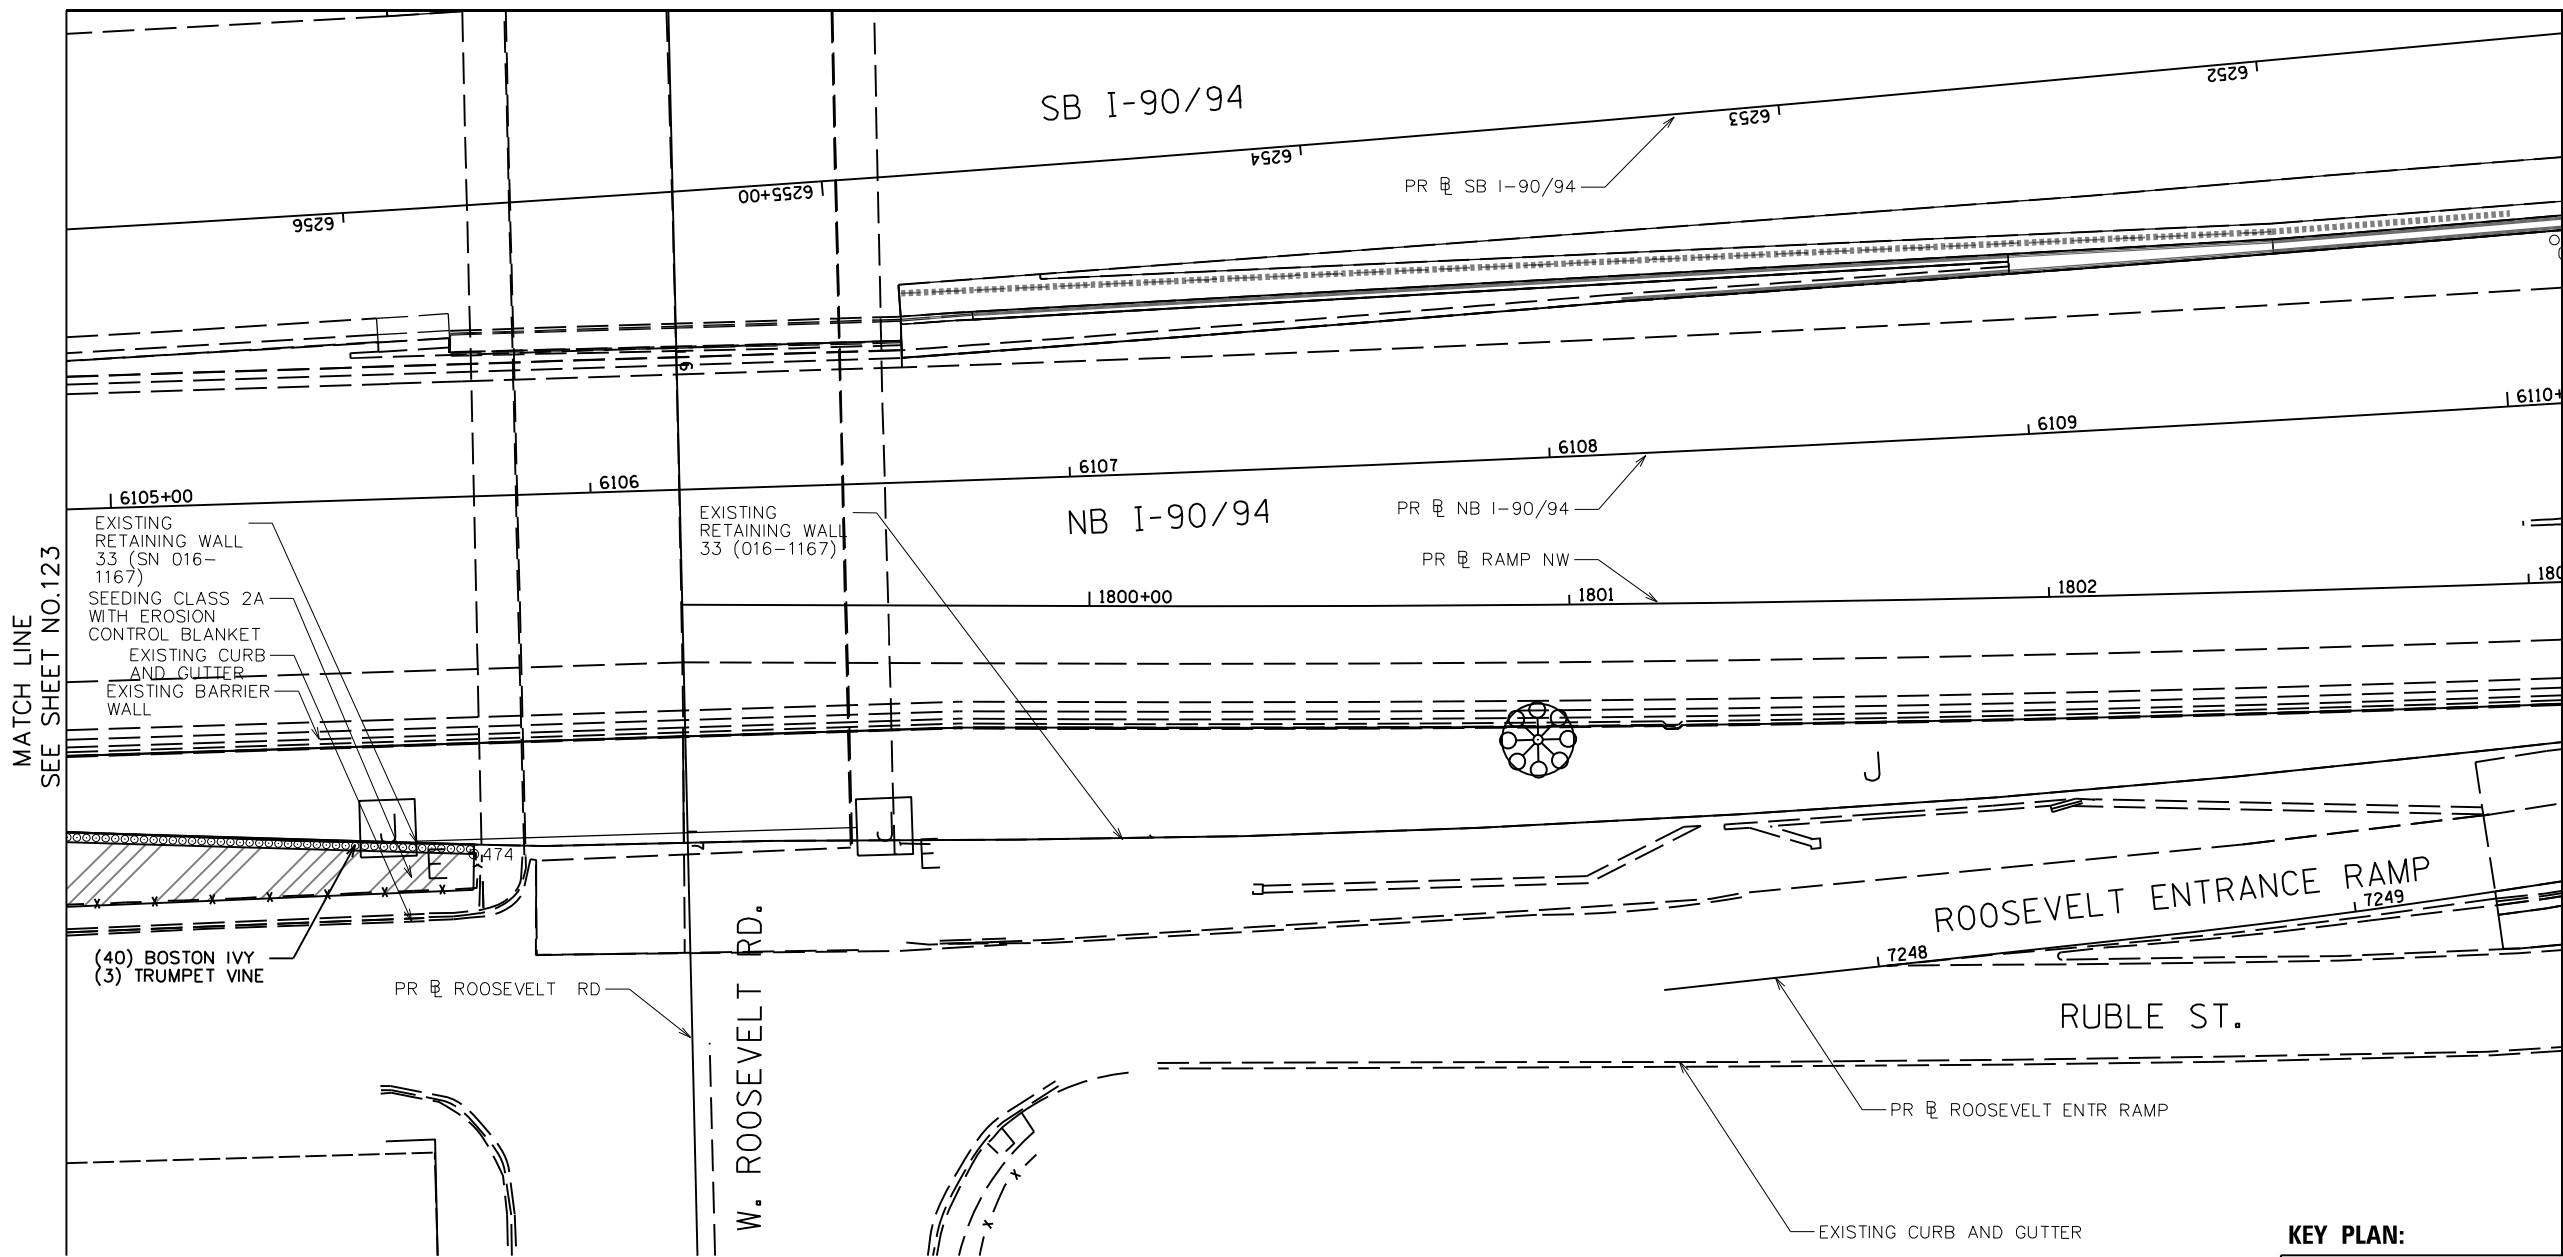 SB I-90/94
6252
6253
6254
6255+00
6256
PR ⅊ SB I-90/94
6
6105+00
6106
6107
6108
6109
6110+
EXISTING
RETAINING WALL
33 (SN 016-
1167)
SEEDING CLASS 2A
WITH EROSION
CONTROL BLANKET
EXISTING CURB
AND GUTTER
EXISTING BARRIER
WALL
EXISTING
RETAINING WALL
33 (016-1167)
NB I-90/94
PR ⅊ NB I-90/94
PR ⅊ RAMP NW
1800+00
1801
1802
180
MATCH LINE
SEE SHEET NO.123
J
J
J
E
E
474
7
(40) BOSTON IVY
(3) TRUMPET VINE
PR ⅊ ROOSEVELT RD
W. ROOSEVELT RD.
ROOSEVELT ENTRANCE RAMP
7249
7248
RUBLE ST.
PR ⅊ ROOSEVELT ENTR RAMP
EXISTING CURB AND GUTTER
KEY PLAN: